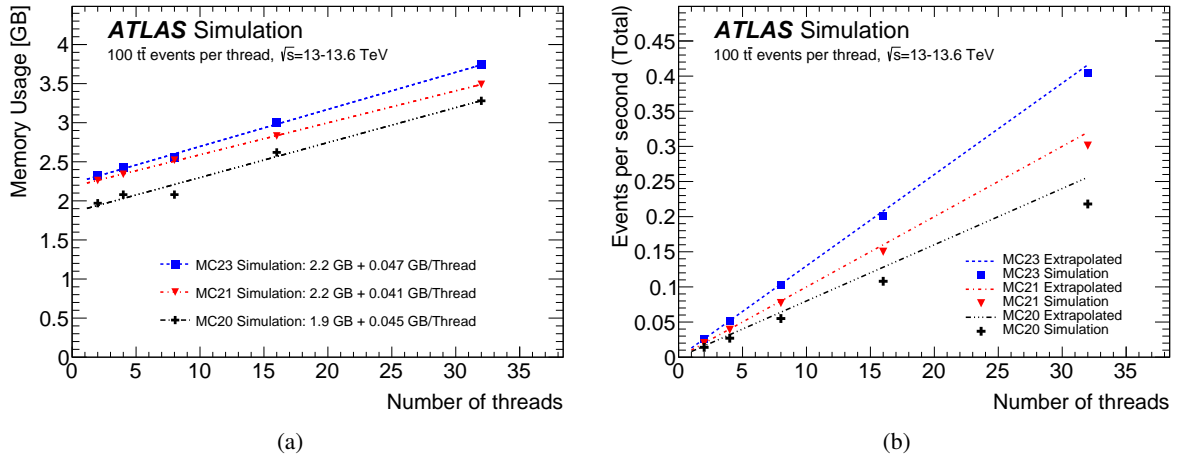 ATLAS Simulation
100 tt̄ events per thread, √s=13-13.6 TeV
Memory Usage [GB]
4
3.5
3
2.5
2
1.5
1
0.5
0
MC23 Simulation: 2.2 GB + 0.047 GB/Thread
MC21 Simulation: 2.2 GB + 0.041 GB/Thread
MC20 Simulation: 1.9 GB + 0.045 GB/Thread
0 5 10 15 20 25 30 35
Number of threads
(a)
ATLAS Simulation
100 tt̄ events per thread, √s=13-13.6 TeV
Events per second (Total)
0.45
0.4
0.35
0.3
0.25
0.2
0.15
0.1
0.05
0
MC23 Extrapolated
MC23 Simulation
MC21 Extrapolated
MC21 Simulation
MC20 Extrapolated
MC20 Simulation
0 5 10 15 20 25 30 35
Number of threads
(b)